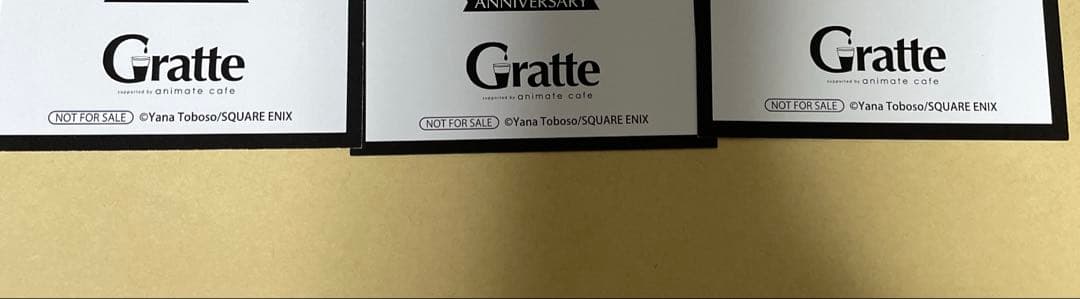 Gratte
supported by animate cafe
NOT FOR SALE ©Yana Toboso/SQUARE ENIX
ANNIVERSARY
Gratte
supported by animate cafe
NOT FOR SALE ©Yana Toboso/SQUARE ENIX
Gratte
supported by animate cafe
NOT FOR SALE ©Yana Toboso/SQUARE ENIX